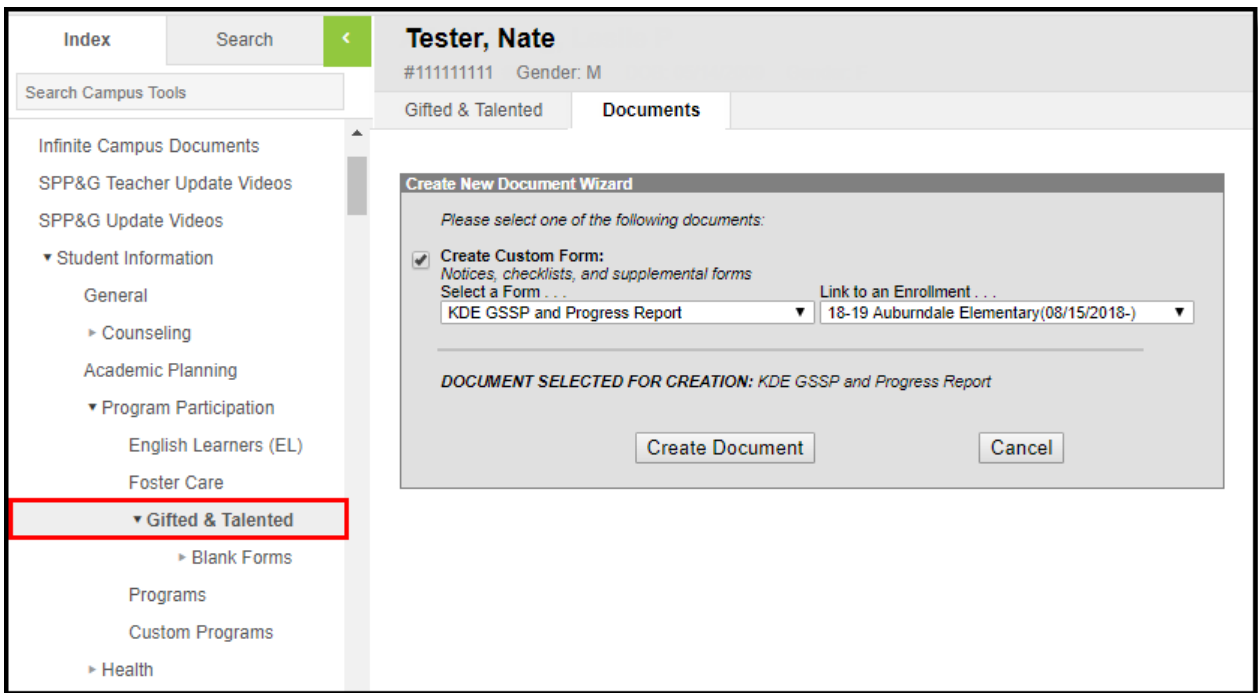 Index Search
Search Campus Tools
Infinite Campus Documents
SPP&G Teacher Update Videos
SPP&G Update Videos
Student Information
General
Counseling
Academic Planning
Program Participation
English Learners (EL)
Foster Care
Gifted & Talented
Blank Forms
Programs
Custom Programs
Health
Tester, Nate
#111111111 Gender: M
Gifted & Talented Documents
Create New Document Wizard
Please select one of the following documents:
Create Custom Form:
Notices, checklists, and supplemental forms
Select a Form . . . Link to an Enrollment . . .
KDE GSSP and Progress Report 18-19 Auburndale Elementary(08/15/2018-)
DOCUMENT SELECTED FOR CREATION: KDE GSSP and Progress Report
Create Document Cancel